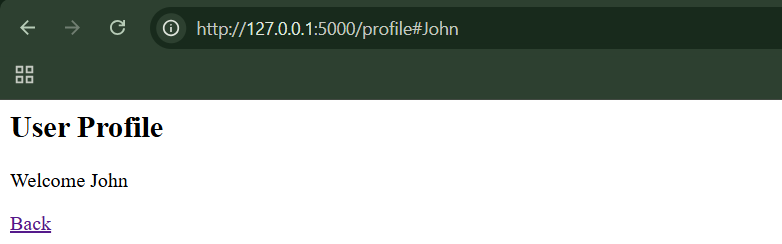 http://127.0.0.1:5000/profile#John
User Profile
Welcome John
Back